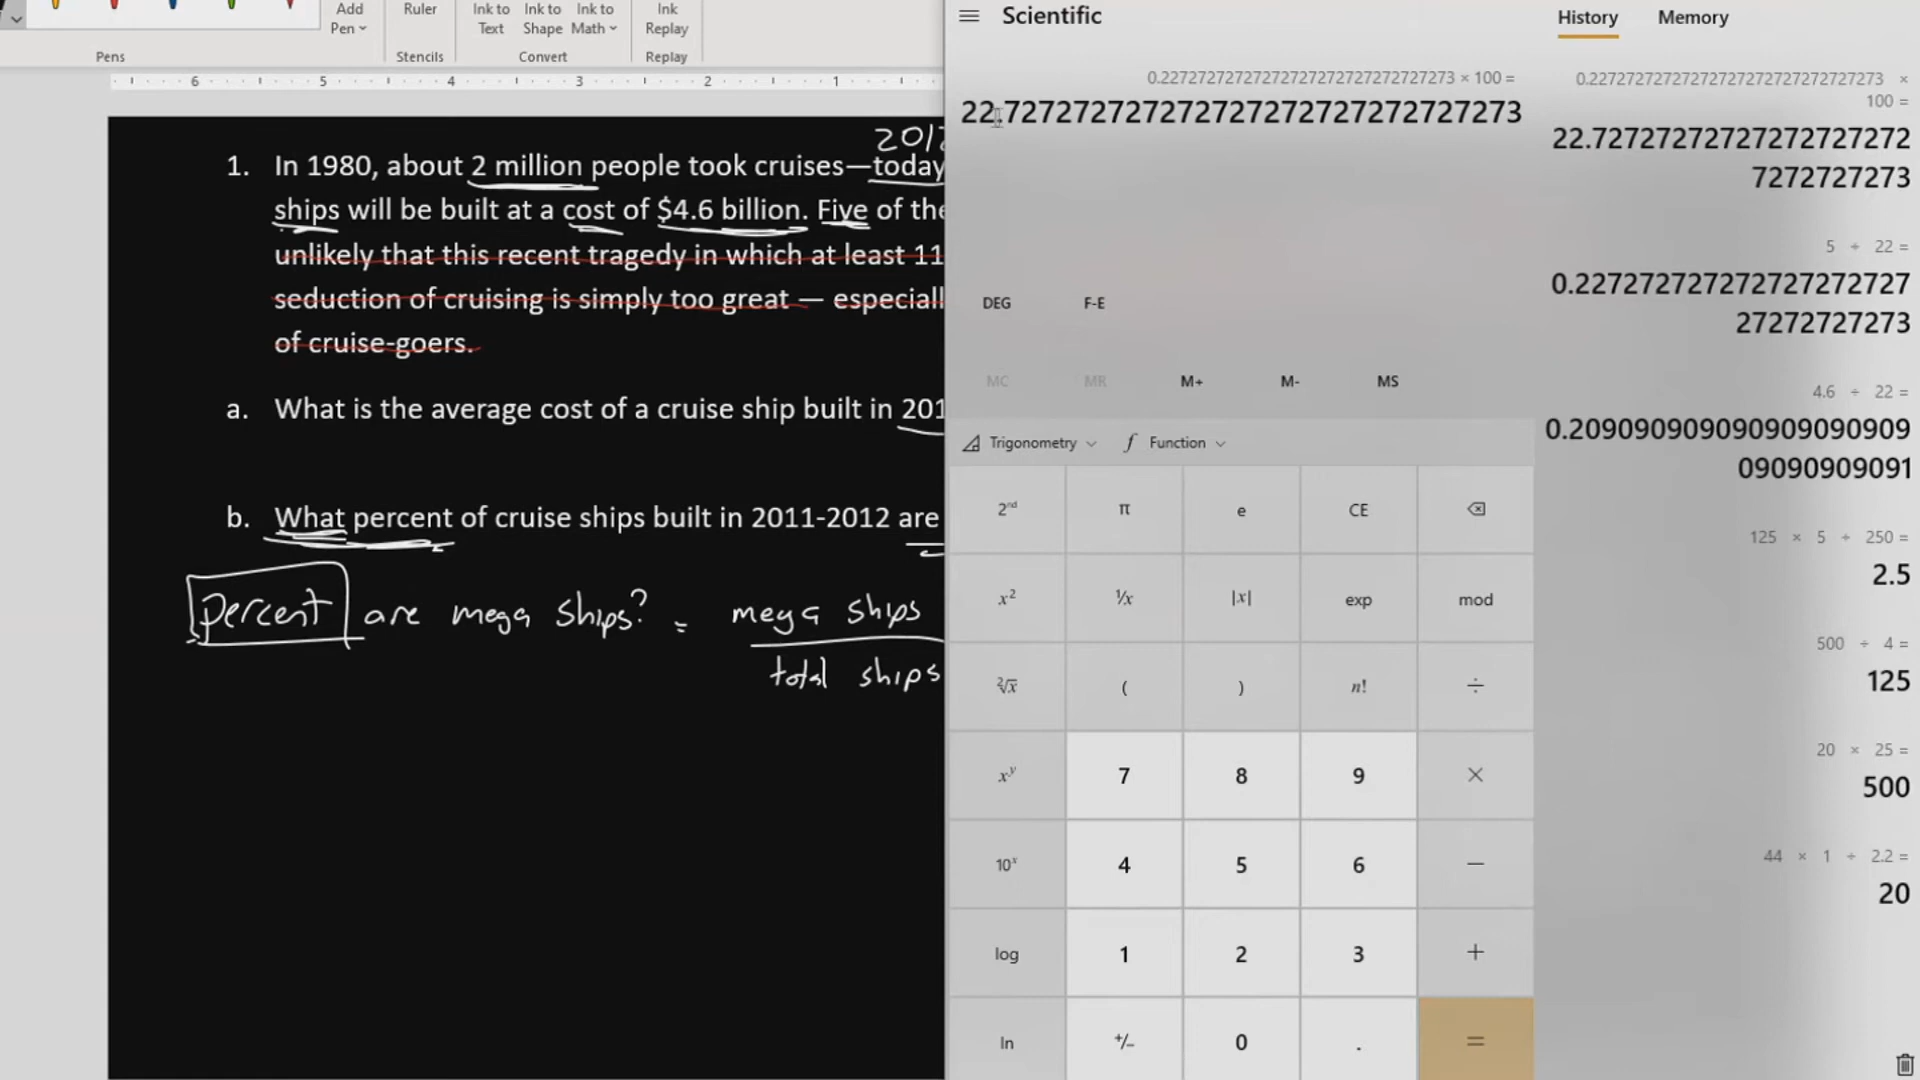 Add
Pen
Ruler
Ink to
Text
Ink to
Shape
Ink to
Math
Ink
Replay
Pens
Stencils
Convert
Replay
6 5 4 3 2 1
2012
1. In 1980, about 2 million people took cruises—today
ships will be built at a cost of $4.6 billion. Five of the
unlikely that this recent tragedy in which at least 11
seduction of cruising is simply too great — especiall
of cruise-goers.
a. What is the average cost of a cruise ship built in 201
b. What percent of cruise ships built in 2011-2012 are
percent are mega ships? = mega ships
total ships
Scientific
0.22727272727272727272727272727273 × 100 =
22.727272727272727272727272727273
DEG F-E
MC MR M+ M- MS
Trigonometry Function
2nd π e CE
x² ¹/x |x| exp mod
²√x ( ) n! ÷
xʸ 7 8 9 ×
10ˣ 4 5 6 −
log 1 2 3 +
ln +/− 0 . =
History Memory
0.22727272727272727272727272727273 ×
100 =
22.72727272727272727272
7272727273
5 ÷ 22 =
0.227272727272727272727
27272727273
4.6 ÷ 22 =
0.209090909090909090909
09090909091
125 × 5 ÷ 250 =
2.5
500 ÷ 4 =
125
20 × 25 =
500
44 × 1 ÷ 2.2 =
20